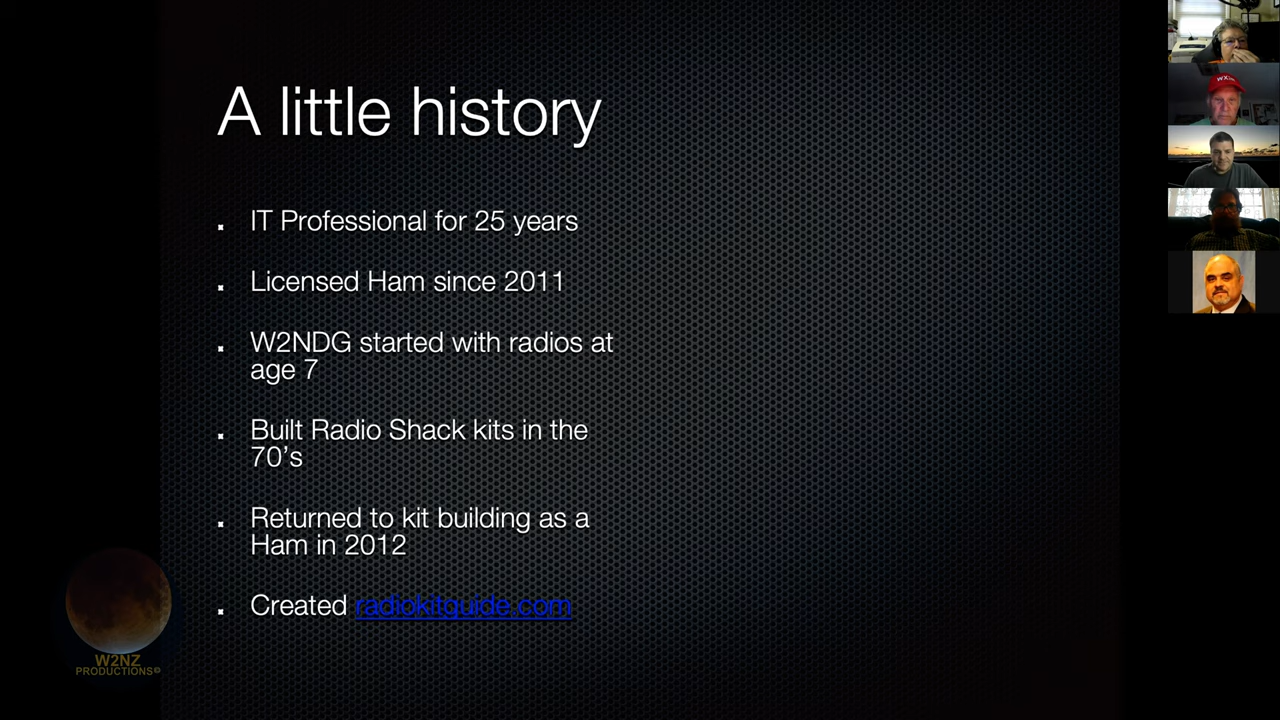 A little history
IT Professional for 25 years
Licensed Ham since 2011
W2NDG started with radios at
age 7
Built Radio Shack kits in the
70's
Returned to kit building as a
Ham in 2012
Created radiokitguide.com
W2NZ
PRODUCTIONS